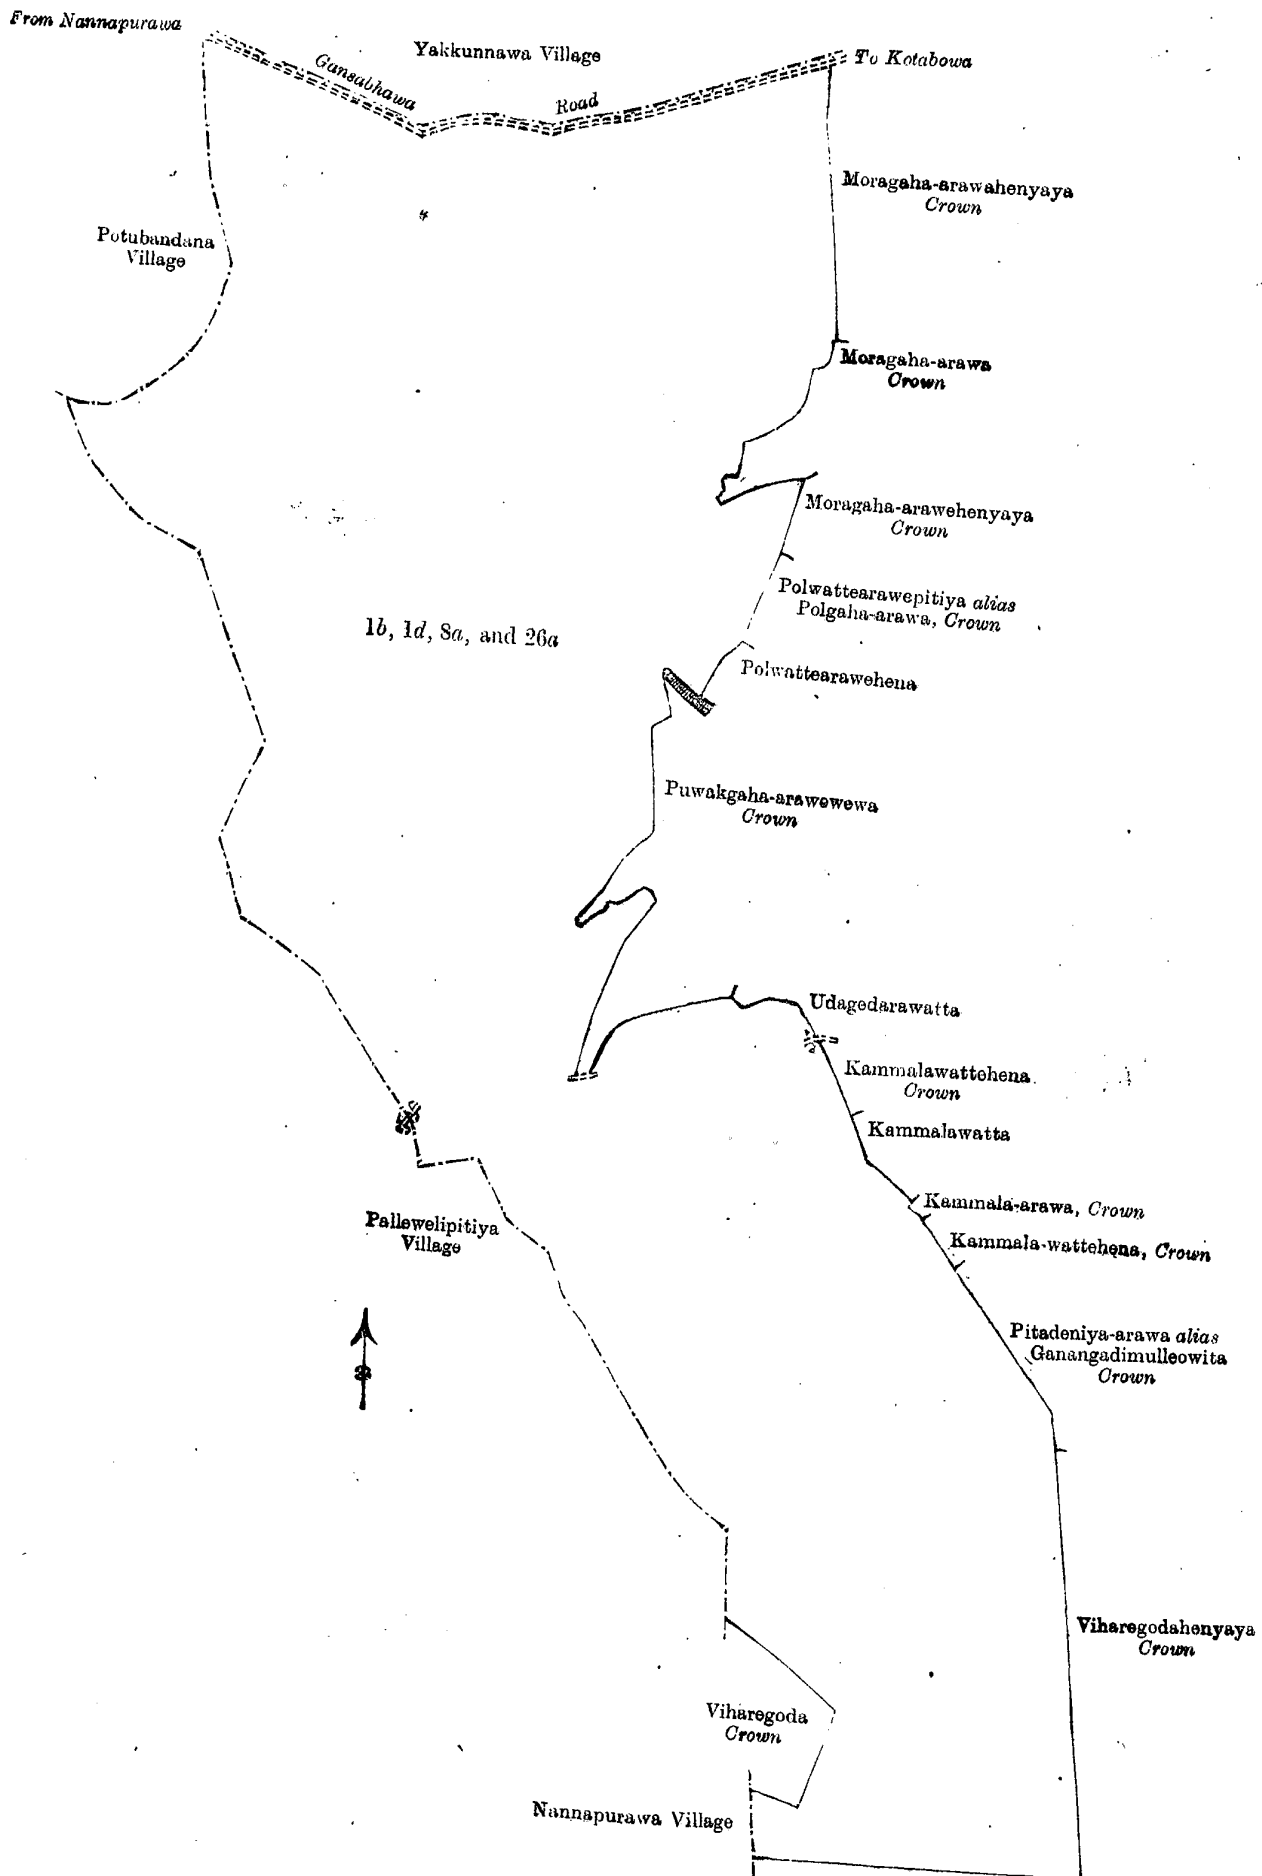 From Nannapurawa
Yakkunnawa Village
Gansabhawa Road
To Kotabowa
Moragaha-arawahenyaya
Crown
Potubandana
Village
Moragaha-arawa
Crown
Moragaha-arawehenyaya
Crown
Polwattearawepitiya alias
Polgaha-arawa, Crown
1b, 1d, 8a, and 26a
Polwattearawehena
Puwakgaha-arawewewa
Crown
Udagedarawatta
Kammalawattehena
Crown
Kammalawatta
Kammala-arawa, Crown
Pallewelipitiya
Village
Kammala-wattehena, Crown
Pitadeniya-arawa alias
Ganangadimulleowita
Crown
Viharegodahenyaya
Crown
Viharegoda
Crown
Nannapurawa Village